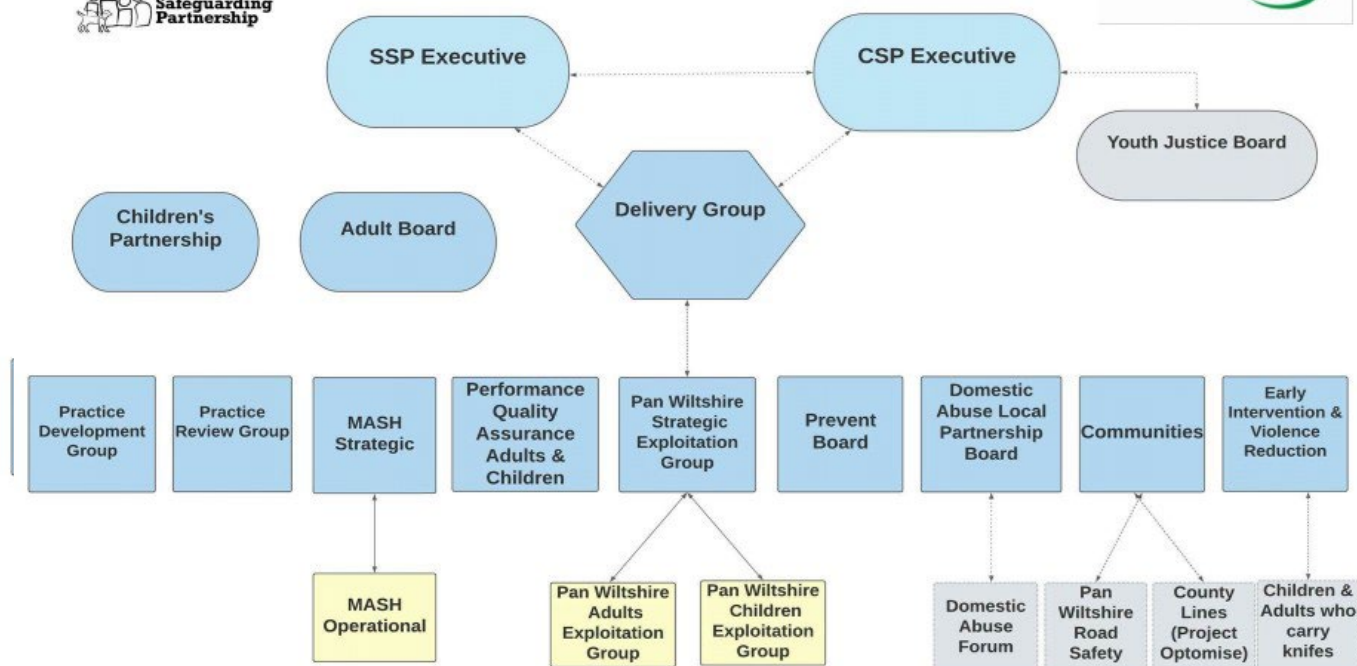 Safeguarding
Partnership
SSP Executive
CSP Executive
Youth Justice Board
Delivery Group
Children's
Partnership
Adult Board
Practice
Development
Group
Practice
Review Group
MASH
Strategic
Performance
Quality
Assurance
Adults &
Children
Pan Wiltshire
Strategic
Exploitation
Group
Prevent
Board
Domestic
Abuse Local
Partnership
Board
Communities
Early
Intervention &
Violence
Reduction
MASH
Operational
Pan Wiltshire
Adults
Exploitation
Group
Pan Wiltshire
Children
Exploitation
Group
Domestic
Abuse
Forum
Pan
Wiltshire
Road
Safety
County
Lines
(Project
Optomise)
Children &
Adults who
carry
knifes